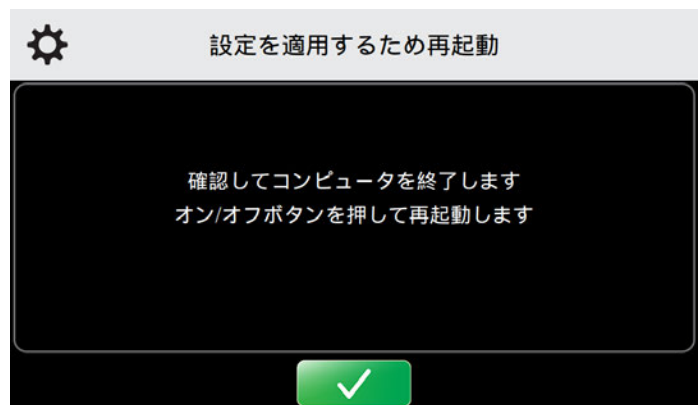 設定を適用するため再起動
確認してコンピュータを終了します
オン/オフボタンを押して再起動します